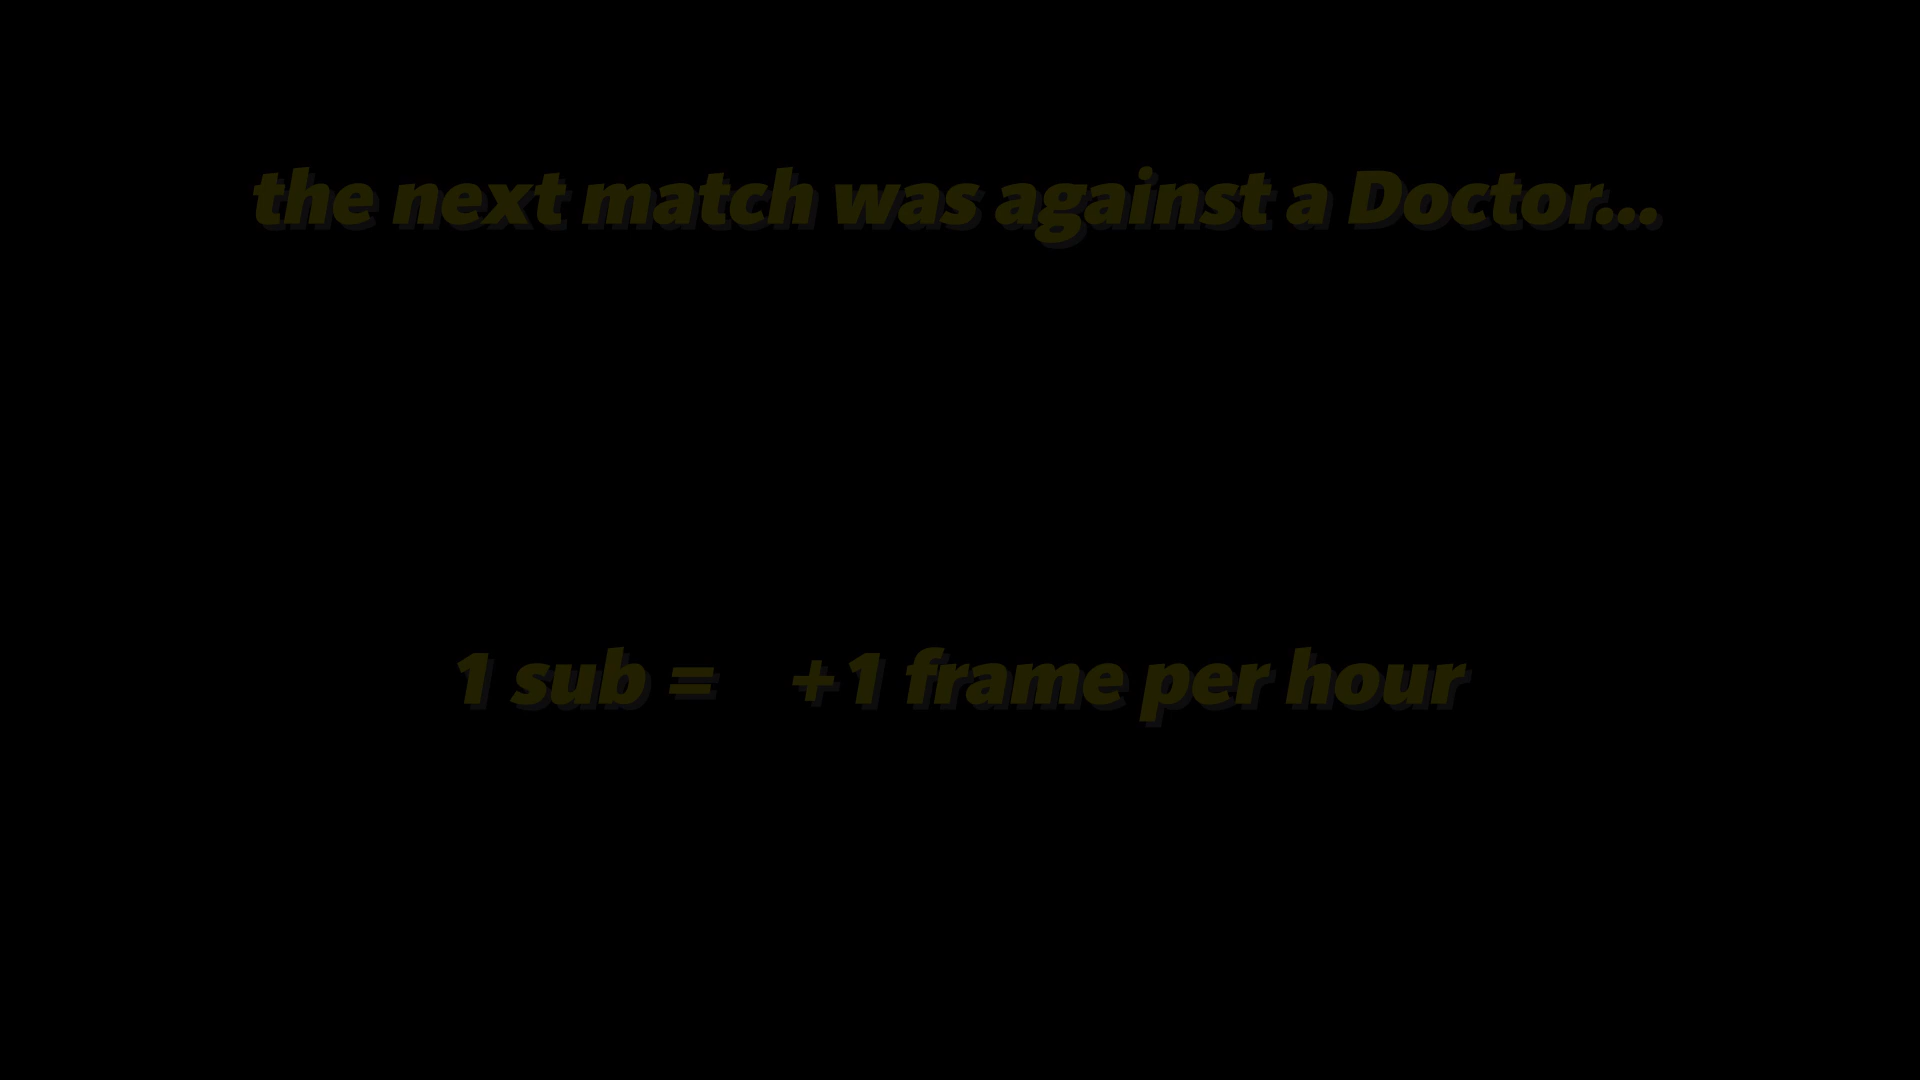 the next match was against a Doctor...
1 sub = +1 frame per hour